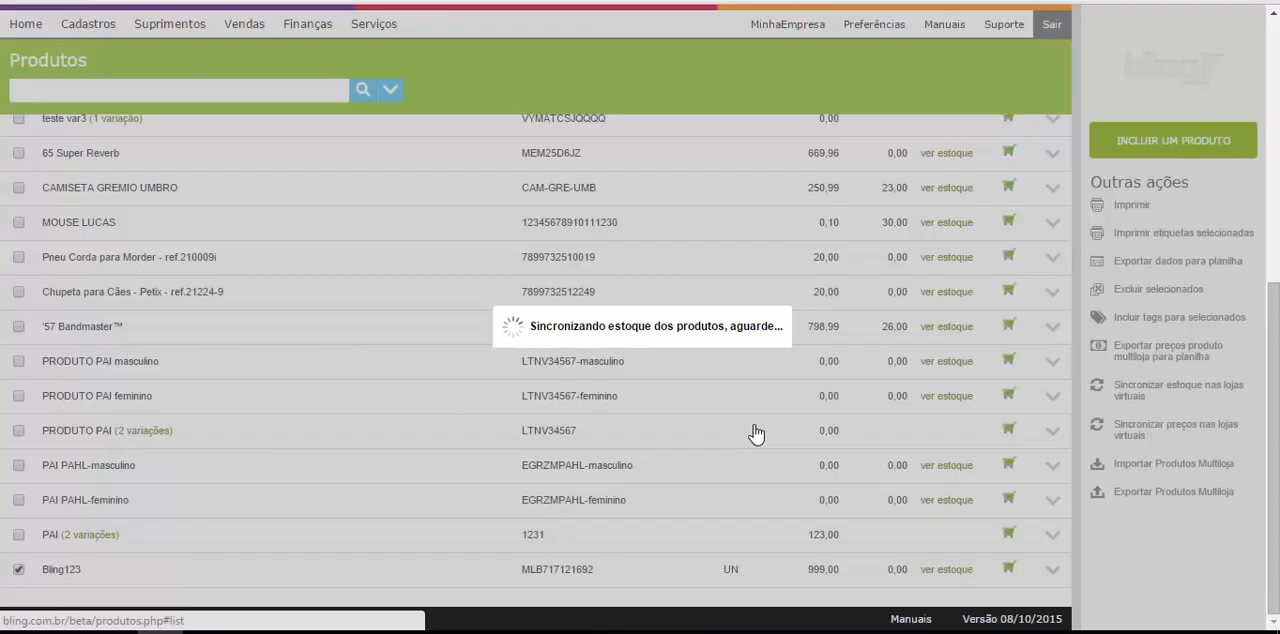 Home Cadastros Suprimentos Vendas Finanças Serviços MinhaEmpresa Preferências Manuais Suporte Sair
bling
Produtos
teste var3 (1 variação) VYMATCSJQQQQ 0,00
65 Super Reverb MEM25D6JZ 669,96 0,00 ver estoque
CAMISETA GREMIO UMBRO CAM-GRE-UMB 250,99 23,00 ver estoque
MOUSE LUCAS 12345678910111230 0,10 30,00 ver estoque
Pneu Corda para Morder - ref.210009i 7899732510019 20,00 0,00 ver estoque
Chupeta para Cães - Petix - ref.21224-9 7899732512249 20,00 0,00 ver estoque
'57 Bandmaster™ 798,99 26,00 ver estoque
Sincronizando estoque dos produtos, aguarde...
PRODUTO PAI masculino LTNV34567-masculino 0,00 0,00 ver estoque
PRODUTO PAI feminino LTNV34567-feminino 0,00 0,00 ver estoque
PRODUTO PAI (2 variações) LTNV34567 0,00
PAI PAHL-masculino EGRZMPAHL-masculino 0,00 0,00 ver estoque
PAI PAHL-feminino EGRZMPAHL-feminino 0,00 0,00 ver estoque
PAI (2 variações) 1231 123,00
Bling123 MLB717121692 UN 999,00 0,00 ver estoque
INCLUIR UM PRODUTO
Outras ações
Imprimir
Imprimir etiquetas selecionadas
Exportar dados para planilha
Excluir selecionados
Incluir tags para selecionados
Exportar preços produto
multiloja para planilha
Sincronizar estoque nas lojas
virtuais
Sincronizar preços nas lojas
virtuais
Importar Produtos Multiloja
Exportar Produtos Multiloja
bling.com.br/beta/produtos.php#list
Manuais Versão 08/10/2015